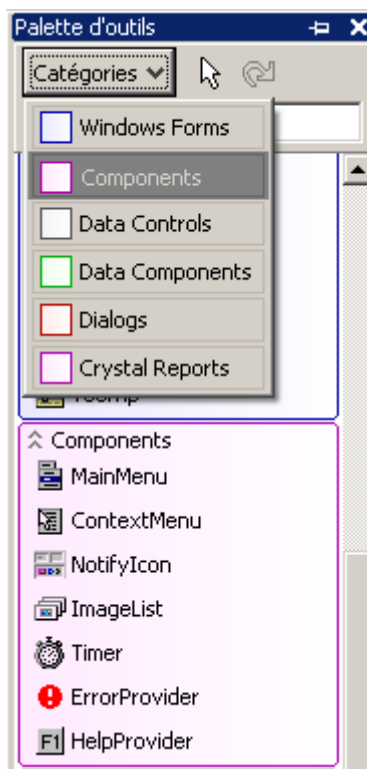 Palette d'outils
Catégories
Windows Forms
Components
Data Controls
Data Components
Dialogs
Crystal Reports
Components
MainMenu
ContextMenu
NotifyIcon
ImageList
Timer
ErrorProvider
F1 HelpProvider